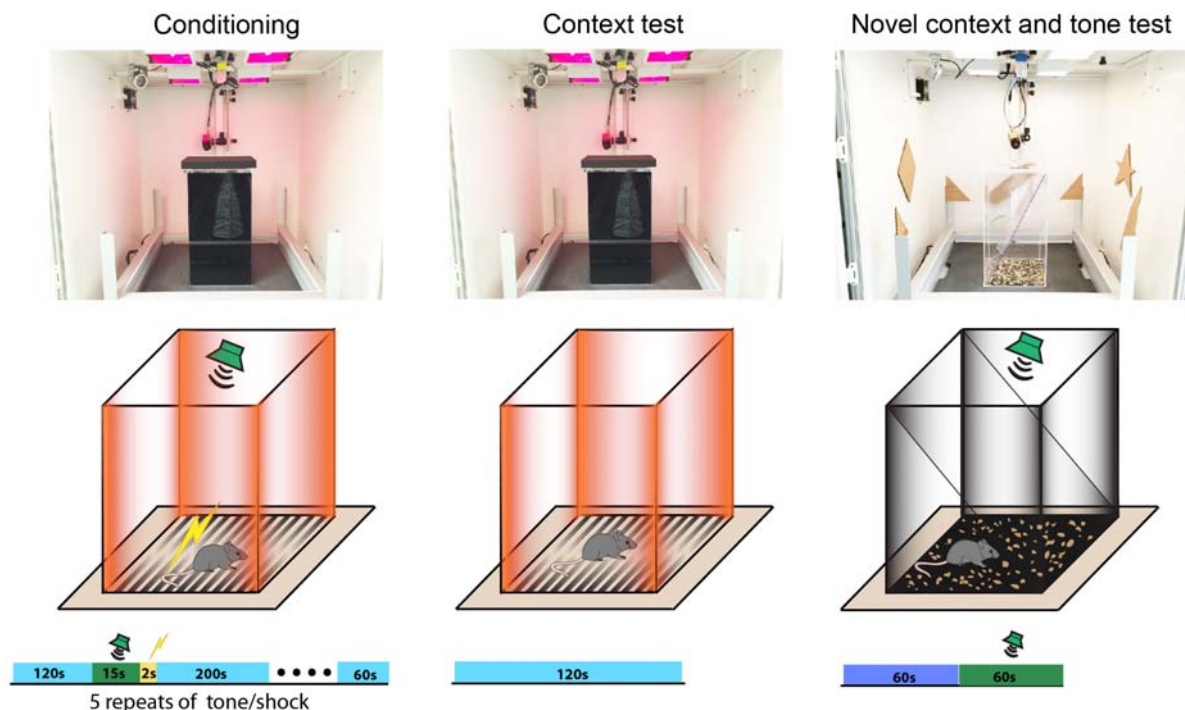 Conditioning
Context test
Novel context and tone test
120s 15s 2s 200s 60s
120s
60s 60s
5 repeats of tone/shock